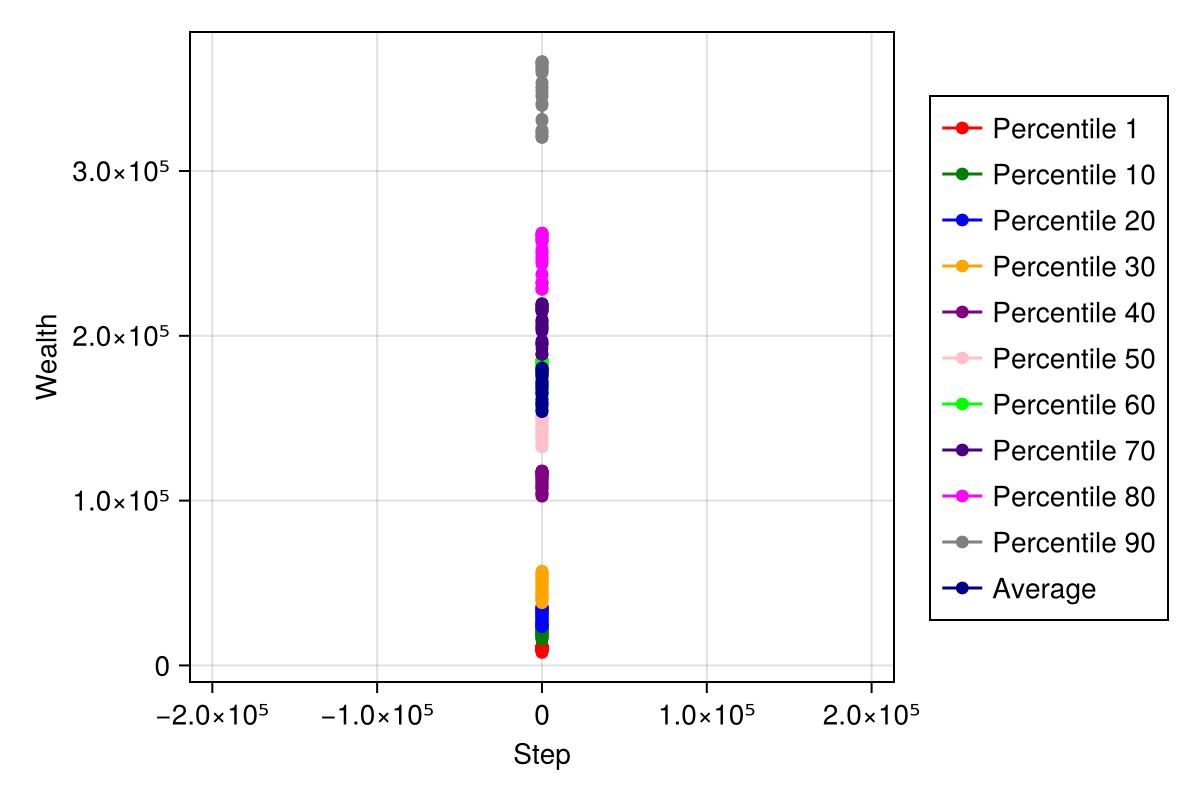 Wealth
3.0×10⁵
2.0×10⁵
1.0×10⁵
0
−2.0×10⁵
−1.0×10⁵
0
1.0×10⁵
2.0×10⁵
Step
Percentile 1
Percentile 10
Percentile 20
Percentile 30
Percentile 40
Percentile 50
Percentile 60
Percentile 70
Percentile 80
Percentile 90
Average